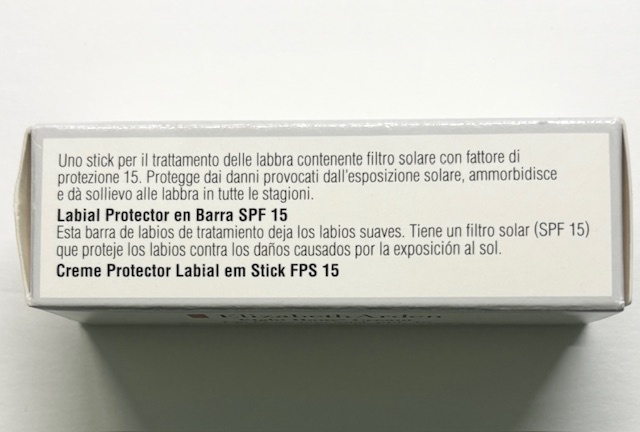 Uno stick per il trattamento delle labbra contenente filtro solare con fattore di
protezione 15. Protegge dai danni provocati dall'esposizione solare, ammorbidisce
e dà sollievo alle labbra in tutte le stagioni.
Labial Protector en Barra SPF 15
Esta barra de labios de tratamiento deja los labios suaves. Tiene un filtro solar (SPF 15)
que proteje los labios contra los daños causados por la exposición al sol.
Creme Protector Labial em Stick FPS 15
Elizabeth Arden